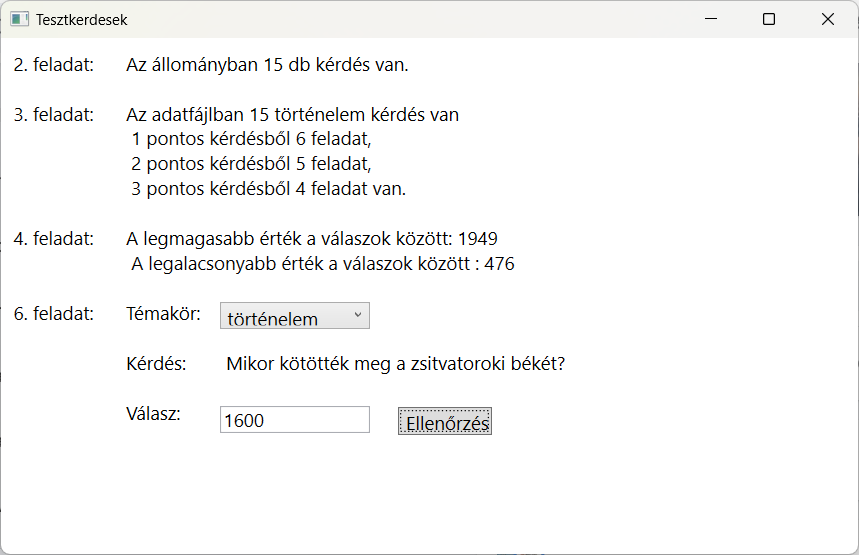 Tesztkerdesek
2. feladat: Az állományban 15 db kérdés van.
3. feladat: Az adatfájlban 15 történelem kérdés van
1 pontos kérdésből 6 feladat,
2 pontos kérdésből 5 feladat,
3 pontos kérdésből 4 feladat van.
4. feladat: A legmagasabb érték a válaszok között: 1949
A legalacsonyabb érték a válaszok között : 476
6. feladat: Témakör: történelem
Kérdés: Mikor kötötték meg a zsitvatoroki békét?
Válasz: 1600 Ellenőrzés